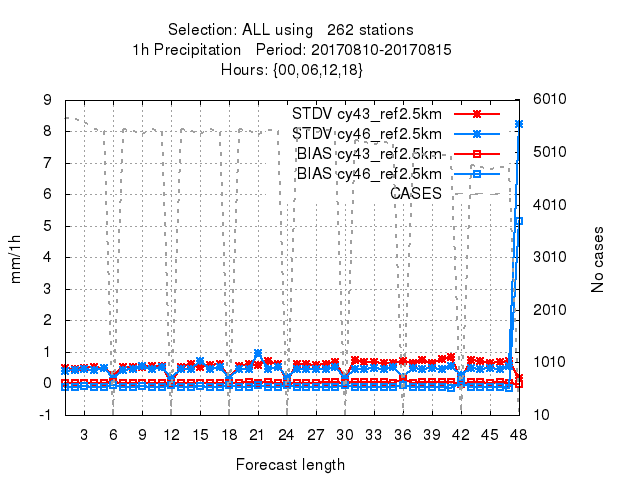 Selection: ALL using   262 stations
1h Precipitation   Period: 20170810-20170815
Hours: {00,06,12,18}
STDV cy43_ref2.5km
STDV cy46_ref2.5km
BIAS cy43_ref2.5km
BIAS cy46_ref2.5km
CASES
mm/1h
9
8
7
6
5
4
3
2
1
0
-1
No cases
6010
5010
4010
3010
2010
1010
10
3 6 9 12 15 18 21 24 27 30 33 36 39 42 45 48
Forecast length